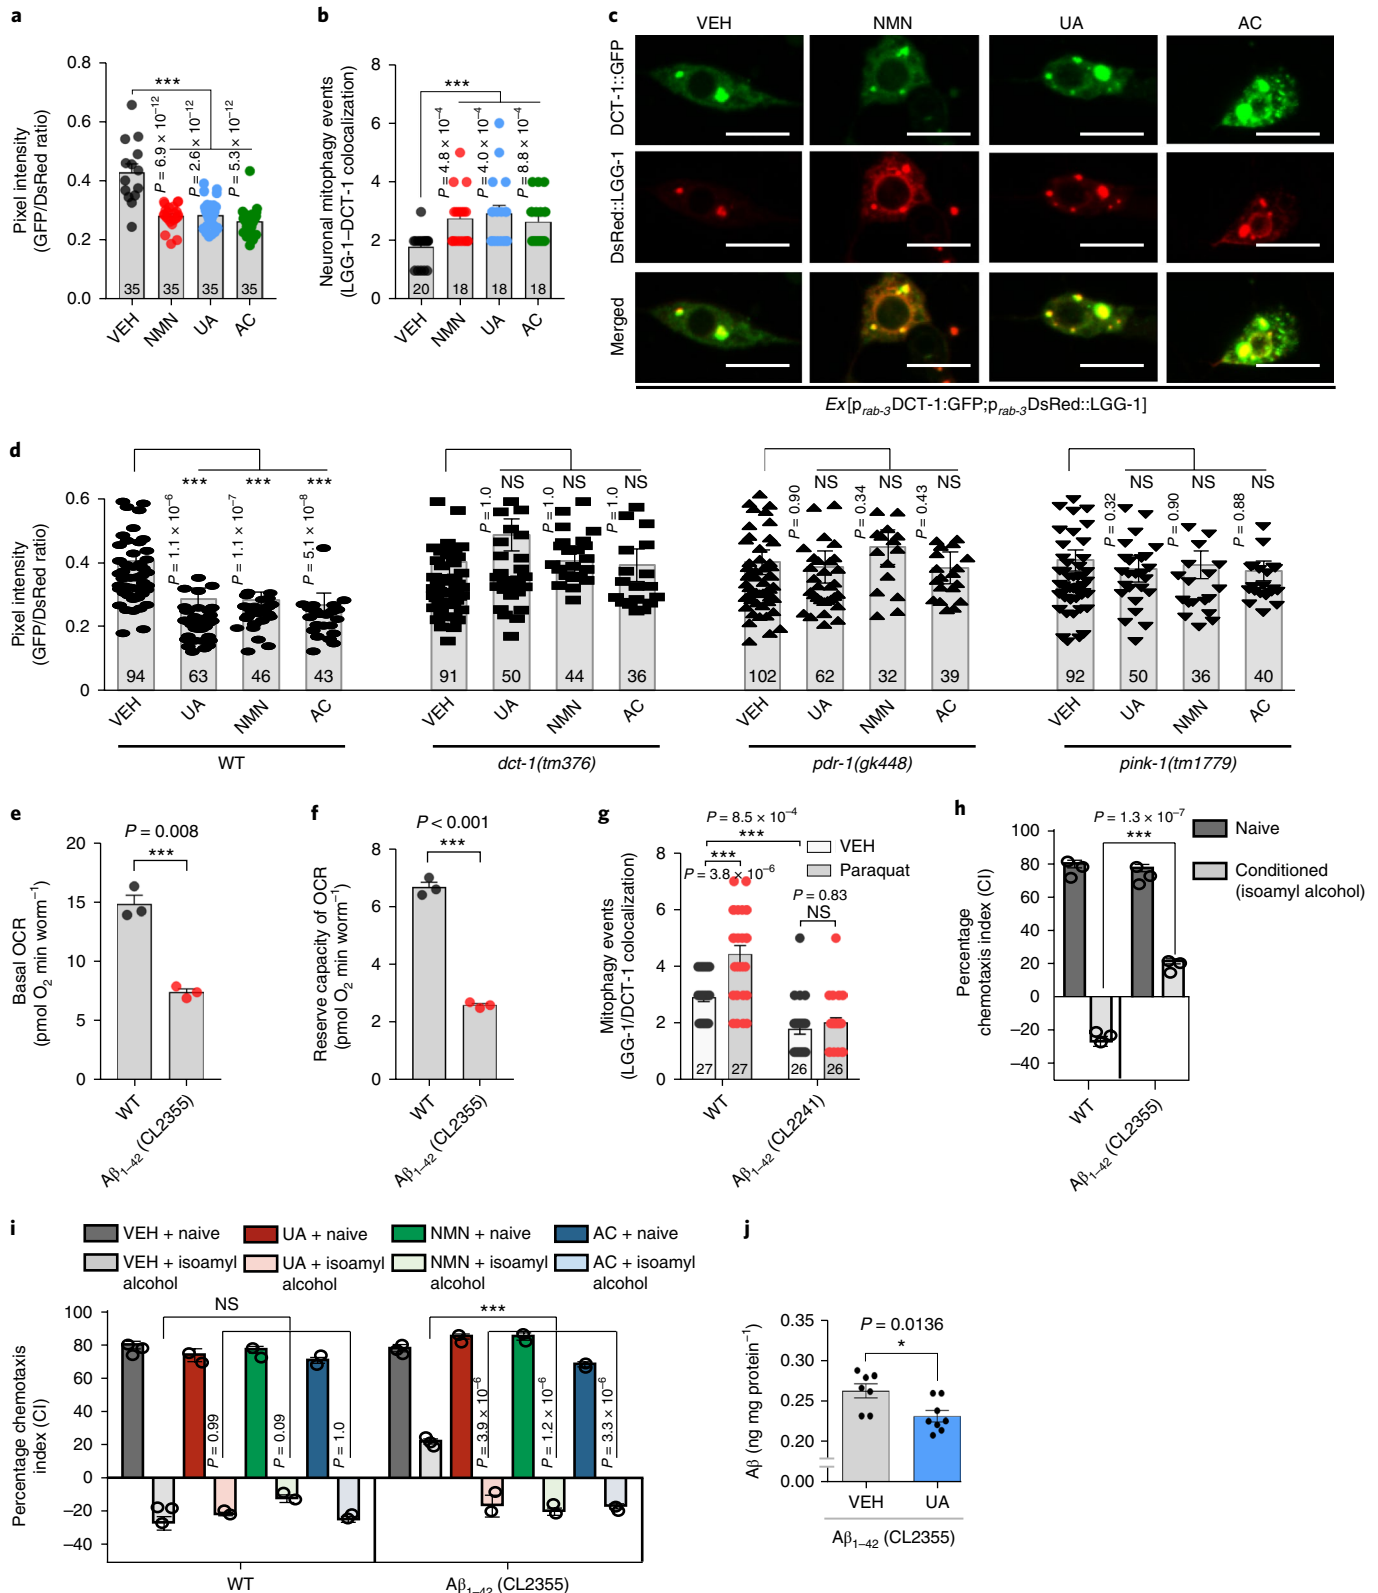 a
Pixel intensity
(GFP/DsRed ratio)
0.8
0.6
0.4
0.2
0.0
***
P = 6.9 × 10−12
P = 2.6 × 10−12
P = 5.3 × 10−12
35 35 35 35
VEH NMN UA AC
b
Neuronal mitophagy events
(LGG-1–DCT-1 colocalization)
8
6
4
2
0
***
P = 4.8 × 10−4
P = 4.0 × 10−4
P = 8.8 × 10−4
20 18 18 18
VEH NMN UA AC
c
VEH NMN UA AC
DCT-1::GFP
DsRed::LGG-1
Merged
Ex[prab-3DCT-1:GFP;prab-3DsRed::LGG-1]
d
Pixel intensity
(GFP/DsRed ratio)
0.6
0.4
0.2
0
*** *** ***
P = 1.1 × 10−6
P = 1.1 × 10−7
P = 5.1 × 10−8
94 63 46 43
VEH UA NMN AC
WT
NS NS NS
P = 1.0
P = 1.0
P = 1.0
91 50 44 36
VEH UA NMN AC
dct-1(tm376)
NS NS NS
P = 0.90
P = 0.34
P = 0.43
102 62 32 39
VEH UA NMN AC
pdr-1(gk448)
NS NS NS
P = 0.32
P = 0.90
P = 0.88
92 50 36 40
VEH UA NMN AC
pink-1(tm1779)
e
Basal OCR
(pmol O2 min worm−1)
P = 0.008
***
20
15
10
5
0
WT
Aβ1–42 (CL2355)
f
Reserve capacity of OCR
(pmol O2 min worm−1)
P < 0.001
***
8
6
4
2
0
WT
Aβ1–42 (CL2355)
g
Mitophagy events
(LGG-1/DCT-1 colocalization)
P = 8.5 × 10−4
***
VEH
Paraquat
***
P = 3.8 × 10−6
P = 0.83
NS
8
6
4
2
0
27 27 26 26
WT
Aβ1–42 (CL2241)
h
Percentage
chemotaxis index (CI)
P = 1.3 × 10−7
***
Naive
Conditioned
(isoamyl alcohol)
100
80
60
40
20
0
−20
−40
WT
Aβ1–42 (CL2355)
i
VEH + naive
UA + naive
NMN + naive
AC + naive
VEH + isoamyl
alcohol
UA + isoamyl
alcohol
NMN + isoamyl
alcohol
AC + isoamyl
alcohol
Percentage chemotaxis
index (CI)
100
80
60
40
20
0
−20
−40
NS
P = 0.99
P = 0.09
P = 1.0
***
P = 3.9 × 10−6
P = 1.2 × 10−6
P = 3.3 × 10−6
WT
Aβ1–42 (CL2355)
j
Aβ (ng mg protein−1)
P = 0.0136
*
0.35
0.30
0.25
0.20
0.00
VEH UA
Aβ1–42 (CL2355)